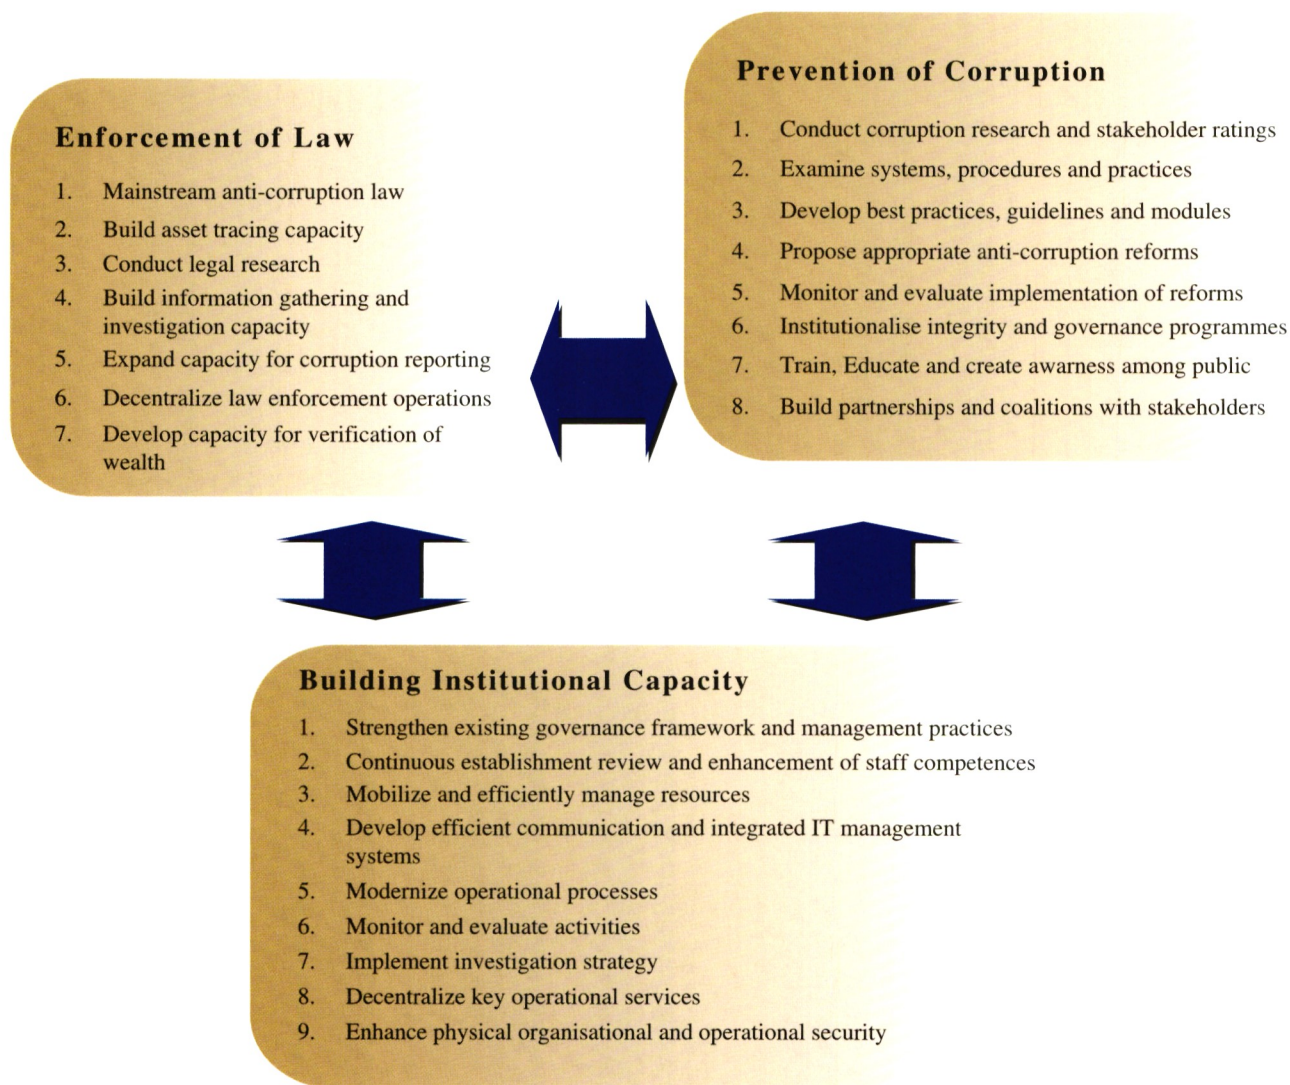 Enforcement of Law
1. Mainstream anti-corruption law
2. Build asset tracing capacity
3. Conduct legal research
4. Build information gathering and
investigation capacity
5. Expand capacity for corruption reporting
6. Decentralize law enforcement operations
7. Develop capacity for verification of
wealth
Prevention of Corruption
1. Conduct corruption research and stakeholder ratings
2. Examine systems, procedures and practices
3. Develop best practices, guidelines and modules
4. Propose appropriate anti-corruption reforms
5. Monitor and evaluate implementation of reforms
6. Institutionalise integrity and governance programmes
7. Train, Educate and create awarness among public
8. Build partnerships and coalitions with stakeholders
Building Institutional Capacity
1. Strengthen existing governance framework and management practices
2. Continuous establishment review and enhancement of staff competences
3. Mobilize and efficiently manage resources
4. Develop efficient communication and integrated IT management
systems
5. Modernize operational processes
6. Monitor and evaluate activities
7. Implement investigation strategy
8. Decentralize key operational services
9. Enhance physical organisational and operational security